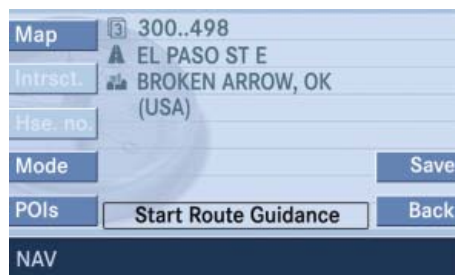 Map
3 300..498
EL PASO ST E
Intrsct.
BROKEN ARROW, OK
(USA)
Hse. no.
Mode
Save
POIs
Start Route Guidance
Back
NAV